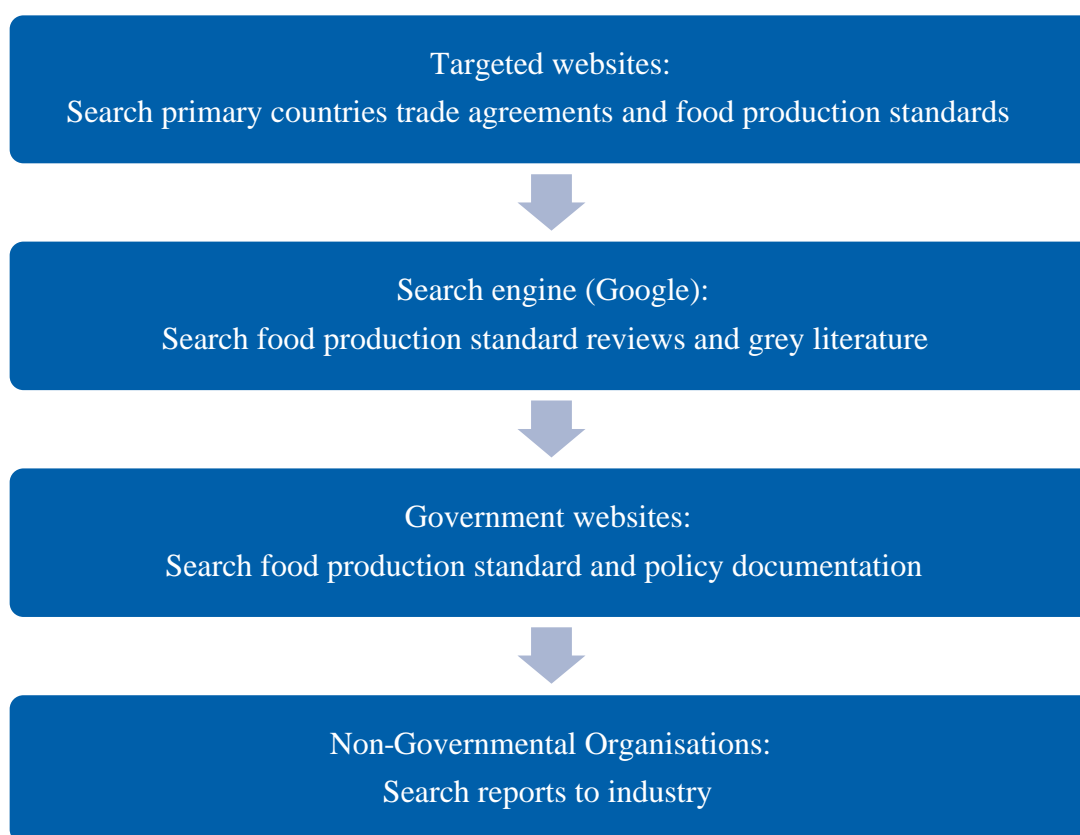 Targeted websites:
Search primary countries trade agreements and food production standards
Search engine (Google):
Search food production standard reviews and grey literature
Government websites:
Search food production standard and policy documentation
Non-Governmental Organisations:
Search reports to industry